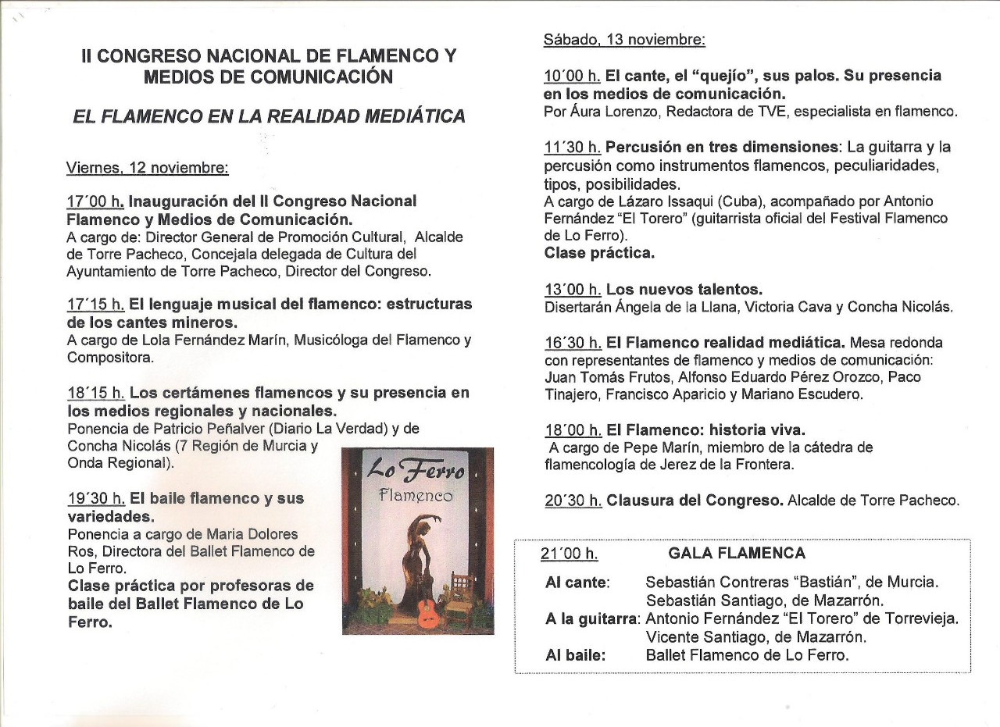 II CONGRESO NACIONAL DE FLAMENCO Y
MEDIOS DE COMUNICACIÓN
EL FLAMENCO EN LA REALIDAD MEDIÁTICA
Viernes, 12 noviembre:
17´00 h. Inauguración del II Congreso Nacional
Flamenco y Medios de Comunicación.
A cargo de: Director General de Promoción Cultural, Alcalde
de Torre Pacheco, Concejala delegada de Cultura del
Ayuntamiento de Torre Pacheco, Director del Congreso.
17´15 h. El lenguaje musical del flamenco: estructuras
de los cantes mineros.
A cargo de Lola Fernández Marín, Musicóloga del Flamenco y
Compositora.
18´15 h. Los certámenes flamencos y su presencia en
los medios regionales y nacionales.
Ponencia de Patricio Peñalver (Diario La Verdad) y de
Concha Nicolás (7 Región de Murcia y
Onda Regional).
19´30 h. El baile flamenco y sus
variedades.
Ponencia a cargo de Maria Dolores
Ros, Directora del Ballet Flamenco de
Lo Ferro.
Clase práctica por profesoras de
baile del Ballet Flamenco de Lo
Ferro.
Lo Ferro
Flamenco
Sábado, 13 noviembre:
10´00 h. El cante, el “quejío”, sus palos. Su presencia
en los medios de comunicación.
Por Áura Lorenzo, Redactora de TVE, especialista en flamenco.
11´30 h. Percusión en tres dimensiones: La guitarra y la
percusión como instrumentos flamencos, peculiaridades,
tipos, posibilidades.
A cargo de Lázaro Issaqui (Cuba), acompañado por Antonio
Fernández “El Torero” (guitarrista oficial del Festival Flamenco
de Lo Ferro).
Clase práctica.
13´00 h. Los nuevos talentos.
Disertarán Ángela de la Llana, Victoria Cava y Concha Nicolás.
16´30 h. El Flamenco realidad mediática. Mesa redonda
con representantes de flamenco y medios de comunicación:
Juan Tomás Frutos, Alfonso Eduardo Pérez Orozco, Paco
Tinajero, Francisco Aparicio y Mariano Escudero.
18´00 h. El Flamenco: historia viva.
A cargo de Pepe Marín, miembro de la cátedra de
flamencología de Jerez de la Frontera.
20´30 h. Clausura del Congreso. Alcalde de Torre Pacheco.
21´00 h. GALA FLAMENCA
Al cante: Sebastián Contreras “Bastián”, de Murcia.
Sebastián Santiago, de Mazarrón.
A la guitarra: Antonio Fernández “El Torero” de Torrevieja.
Vicente Santiago, de Mazarrón.
Al baile: Ballet Flamenco de Lo Ferro.